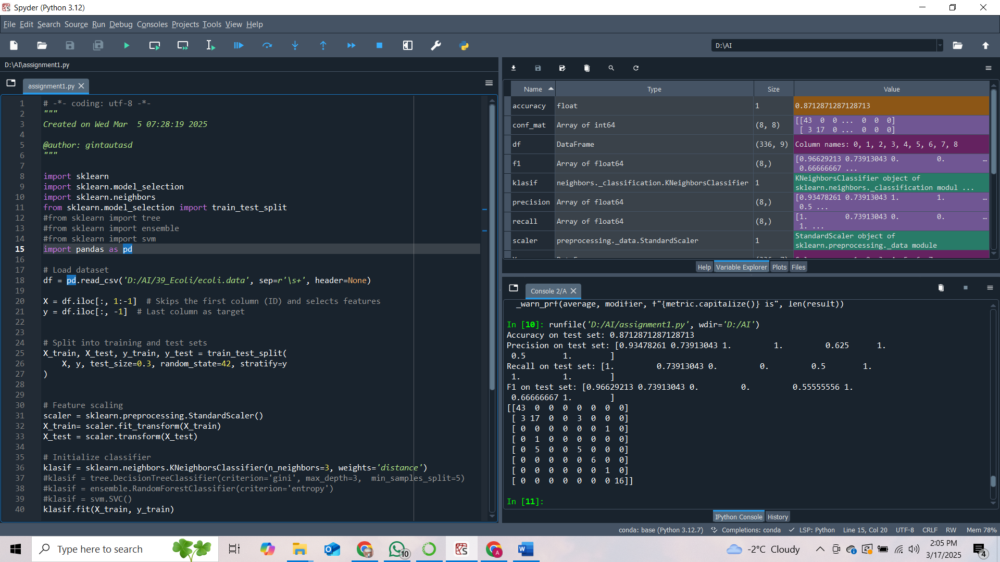 Spyder (Python 3.12)
File Edit Search Source Run Debug Consoles Projects Tools View Help
D:\AI
D:\AI\assignment1.py
assignment1.py
1 # -*- coding: utf-8 -*-
2 """
3 Created on Wed Mar  5 07:28:19 2025
4
5 @author: gintautasd
6 """
7
8 import sklearn
9 import sklearn.model_selection
10 import sklearn.neighbors
11 from sklearn.model_selection import train_test_split
12 #from sklearn import tree
13 #from sklearn import ensemble
14 #from sklearn import svm
15 import pandas as pd
16
17 # Load dataset
18 df = pd.read_csv('D:/AI/39_Ecoli/ecoli.data', sep=r'\s+', header=None)
19
20 X = df.iloc[:, 1:-1]  # Skips the first column (ID) and selects features
21 y = df.iloc[:, -1]  # Last column as target
22
23
24 # Split into training and test sets
25 X_train, X_test, y_train, y_test = train_test_split(
26     X, y, test_size=0.3, random_state=42, stratify=y
27 )
28
29
30 # Feature scaling
31 scaler = sklearn.preprocessing.StandardScaler()
32 X_train= scaler.fit_transform(X_train)
33 X_test = scaler.transform(X_test)
34
35 # Initialize classifier
36 klasif = sklearn.neighbors.KNeighborsClassifier(n_neighbors=3, weights='distance')
37 #klasif = tree.DecisionTreeClassifier(criterion='gini', max_depth=3,  min_samples_split=5)
38 #klasif = ensemble.RandomForestClassifier(criterion='entropy')
39 #klasif = svm.SVC()
40 klasif.fit(X_train, y_train)
Name Type Size Value
accuracy float 1 0.8712871287128713
conf_mat Array of int64 (8, 8) [[43  0  0 ...  0  0  0]
[ 3 17  0 ...  0  0  0]
df DataFrame (336, 9) Column names: 0, 1, 2, 3, 4, 5, 6, 7, 8
f1 Array of float64 (8,) [0.96629213 0.73913043 0.         0.         …
0.66666667 ...
klasif neighbors._classification.KNeighborsClassifier 1 KNeighborsClassifier object of
sklearn.neighbors._classification modul ...
precision Array of float64 (8,) [0.93478261 0.73913043 1.         1.         …
0.5 ...
recall Array of float64 (8,) [1.         0.73913043 0.         0.         …
1. ...
scaler preprocessing._data.StandardScaler 1 StandardScaler object of
sklearn.preprocessing._data module
Help Variable Explorer Plots Files
Console 2/A
_warn_prf(average, modifier, f"{metric.capitalize()} is", len(result))
In [10]: runfile('D:/AI/assignment1.py', wdir='D:/AI')
Accuracy on test set: 0.8712871287128713
Precision on test set: [0.93478261 0.73913043 1.         1.         0.625      1.
 0.5        1.        ]
Recall on test set: [1.         0.73913043 0.         0.         0.5        1.
 1.         1.        ]
F1 on test set: [0.96629213 0.73913043 0.         0.         0.55555556 1.
 0.66666667 1.        ]
[[43  0  0  0  0  0  0  0]
 [ 3 17  0  0  3  0  0  0]
 [ 0  0  0  0  0  0  1  0]
 [ 0  1  0  0  0  0  0  0]
 [ 0  5  0  0  5  0  0  0]
 [ 0  0  0  0  0  6  0  0]
 [ 0  0  0  0  0  0  1  0]
 [ 0  0  0  0  0  0  0 16]]
In [11]:
IPython Console History
conda: base (Python 3.12.7) Completions: conda LSP: Python Line 15, Col 20 UTF-8 CRLF RW Mem 78%
Type here to search
10
-2°C Cloudy
2:05 PM
3/17/2025
4